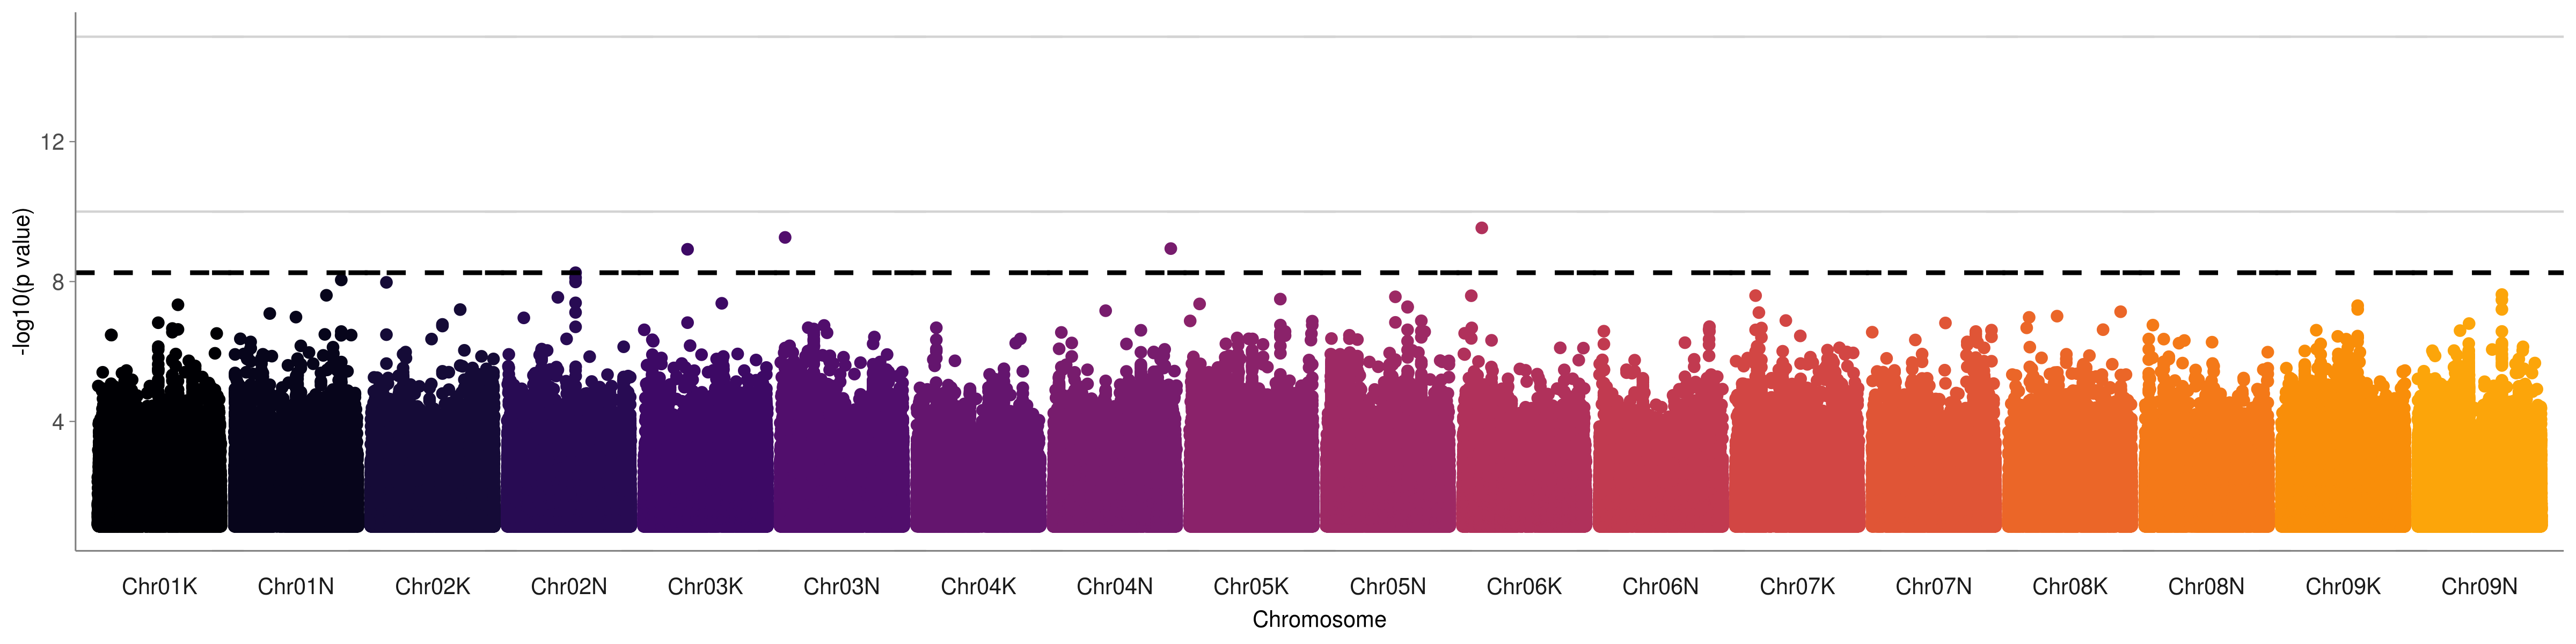 -log10(p value)
12
8
4
Chr01K Chr01N Chr02K Chr02N Chr03K Chr03N Chr04K Chr04N Chr05K Chr05N Chr06K Chr06N Chr07K Chr07N Chr08K Chr08N Chr09K Chr09N
Chromosome